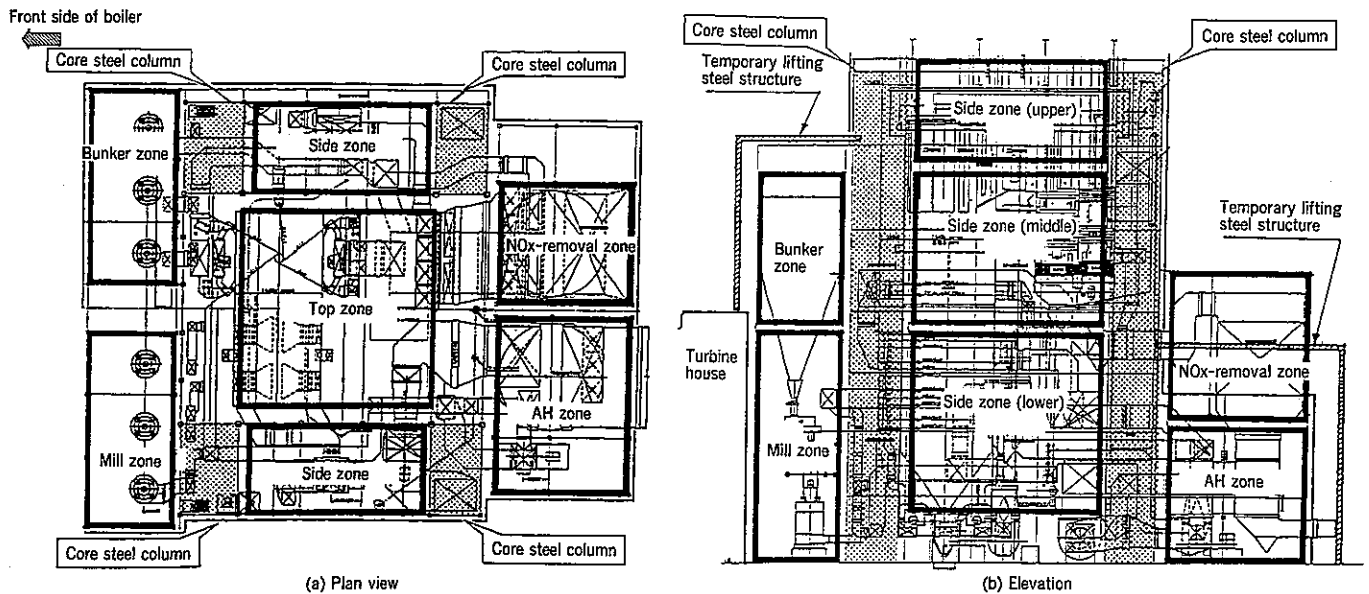 Front side of boiler
Core steel column
Core steel column
Bunker zone
Side zone
NOx-removal zone
Top zone
AH zone
Mill zone
Side zone
Core steel column
Core steel column
(a) Plan view
Core steel column
Core steel column
Temporary lifting
steel structure
Side zone (upper)
Bunker
zone
Side zone (middle)
Temporary lifting
steel structure
Turbine
house
Side zone (lower)
NOx-removal zone
Mill zone
AH zone
(b) Elevation